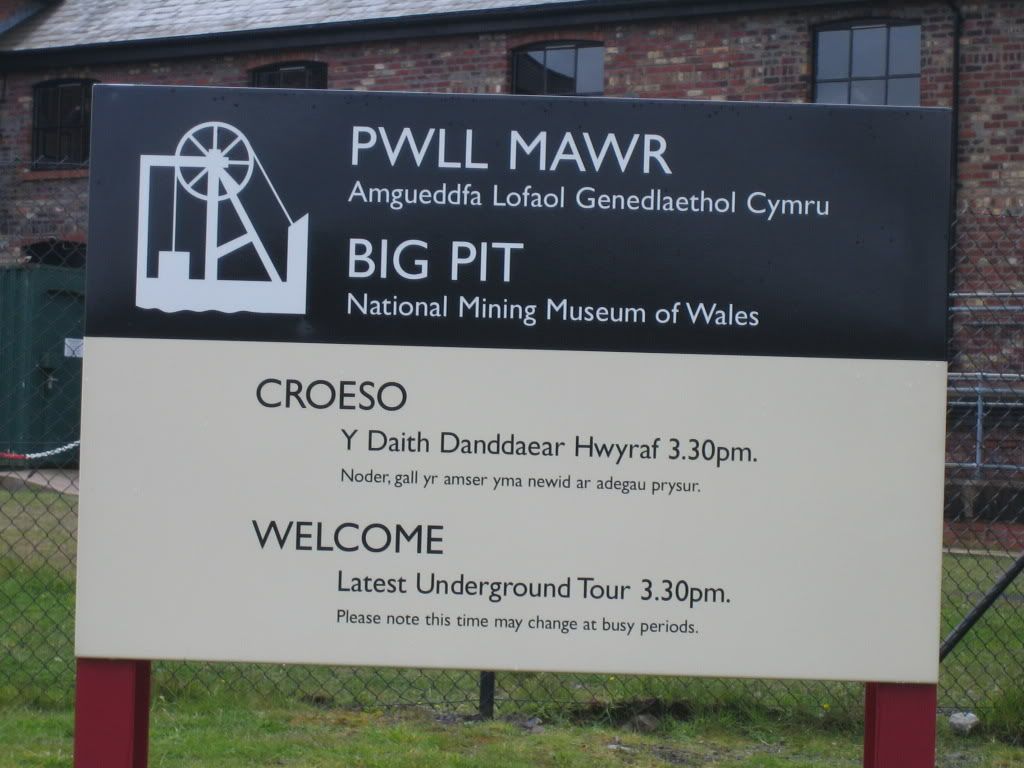 PWLL MAWR
Amgueddfa Lofaol Genedlaethol Cymru
BIG PIT
National Mining Museum of Wales
CROESO
Y Daith Danddaear Hwyraf 3.30pm.
Noder, gall yr amser yma newid ar adegau prysur.
WELCOME
Latest Underground Tour 3.30pm.
Please note this time may change at busy periods.